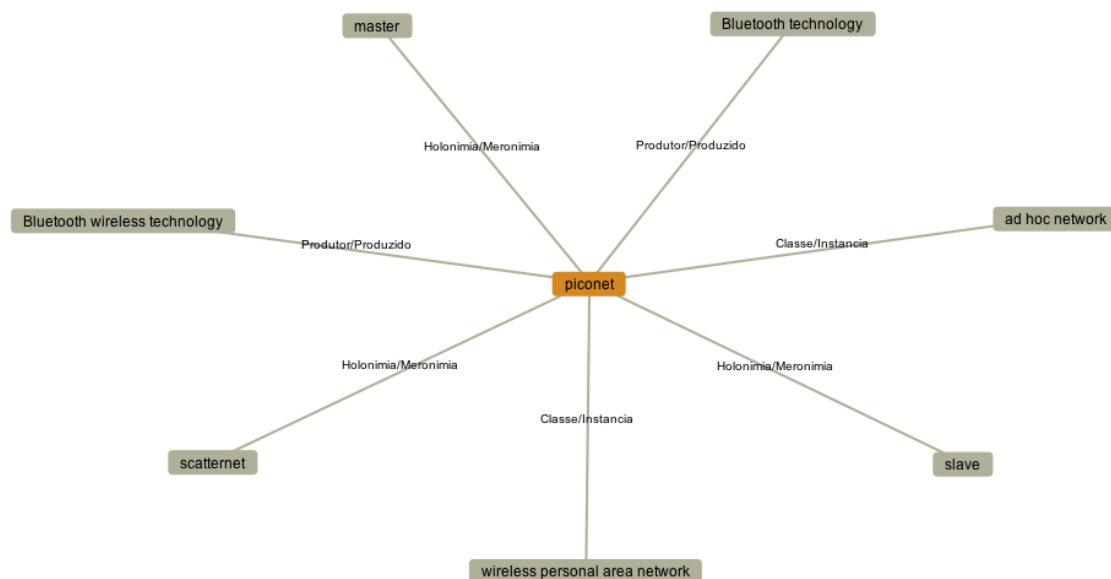 master
Bluetooth technology
Holonimia/Meronimia
Produtor/Produzido
Bluetooth wireless technology
ad hoc network
Produtor/Produzido
Classe/Instancia
piconet
Holonimia/Meronimia
Holonimia/Meronimia
Classe/Instancia
scatternet
slave
wireless personal area network